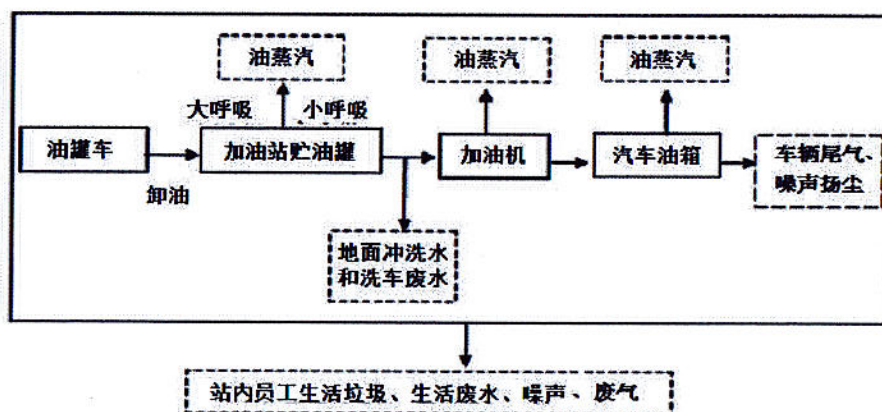 油蒸汽
油蒸汽
油蒸汽
大呼吸
小呼吸
油罐车
加油站贮油罐
加油机
汽车油箱
车辆尾气、
噪声扬尘
卸油
地面冲洗水
和洗车废水
站内员工生活垃圾、生活废水、噪声、废气